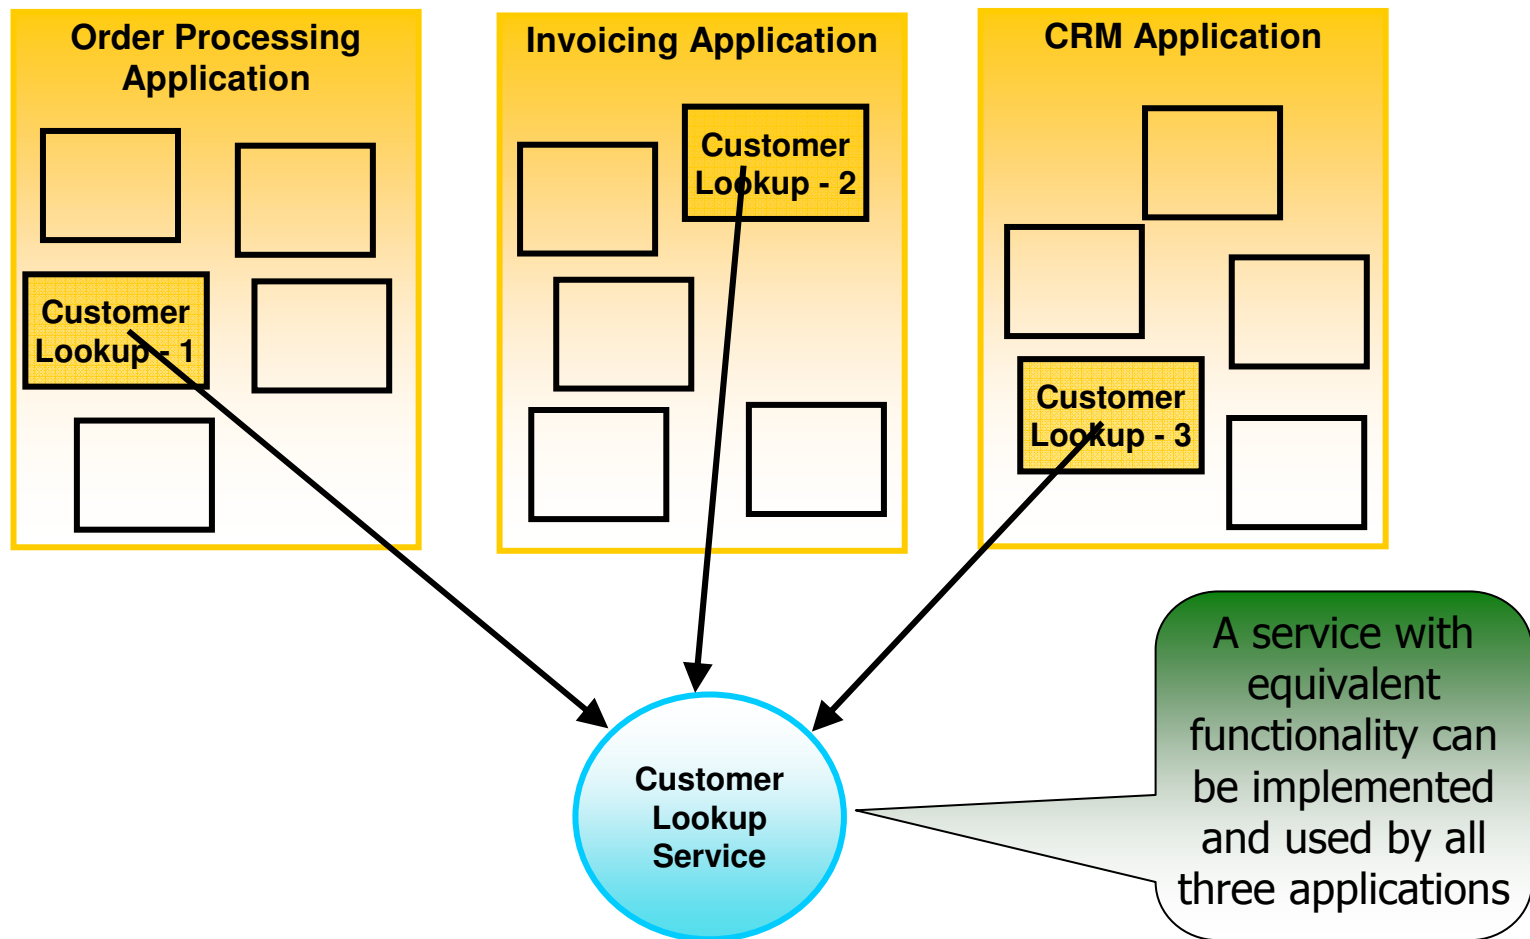 Order Processing
Application
Invoicing Application
CRM Application
Customer
Lookup - 1
Customer
Lookup - 2
Customer
Lookup - 3
Customer
Lookup
Service
A service with
equivalent
functionality can
be implemented
and used by all
three applications